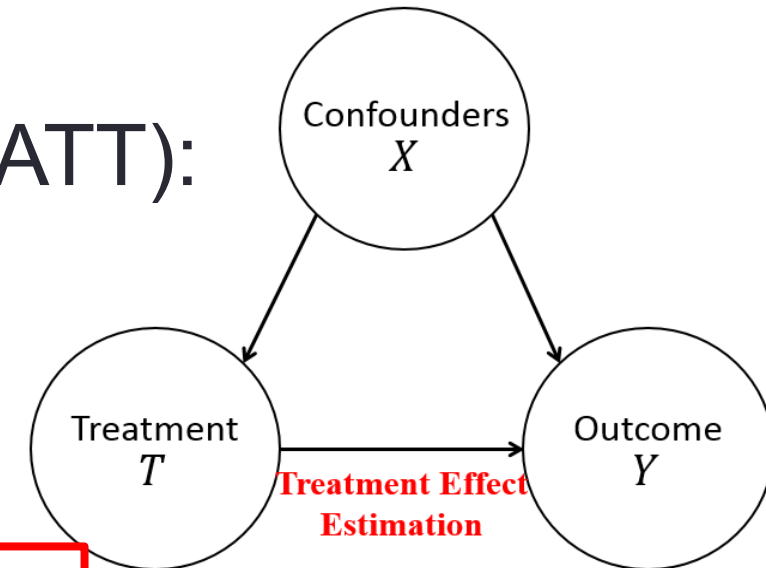 ATT):
Confounders
X
Treatment
T
Treatment Effect
Estimation
Outcome
Y